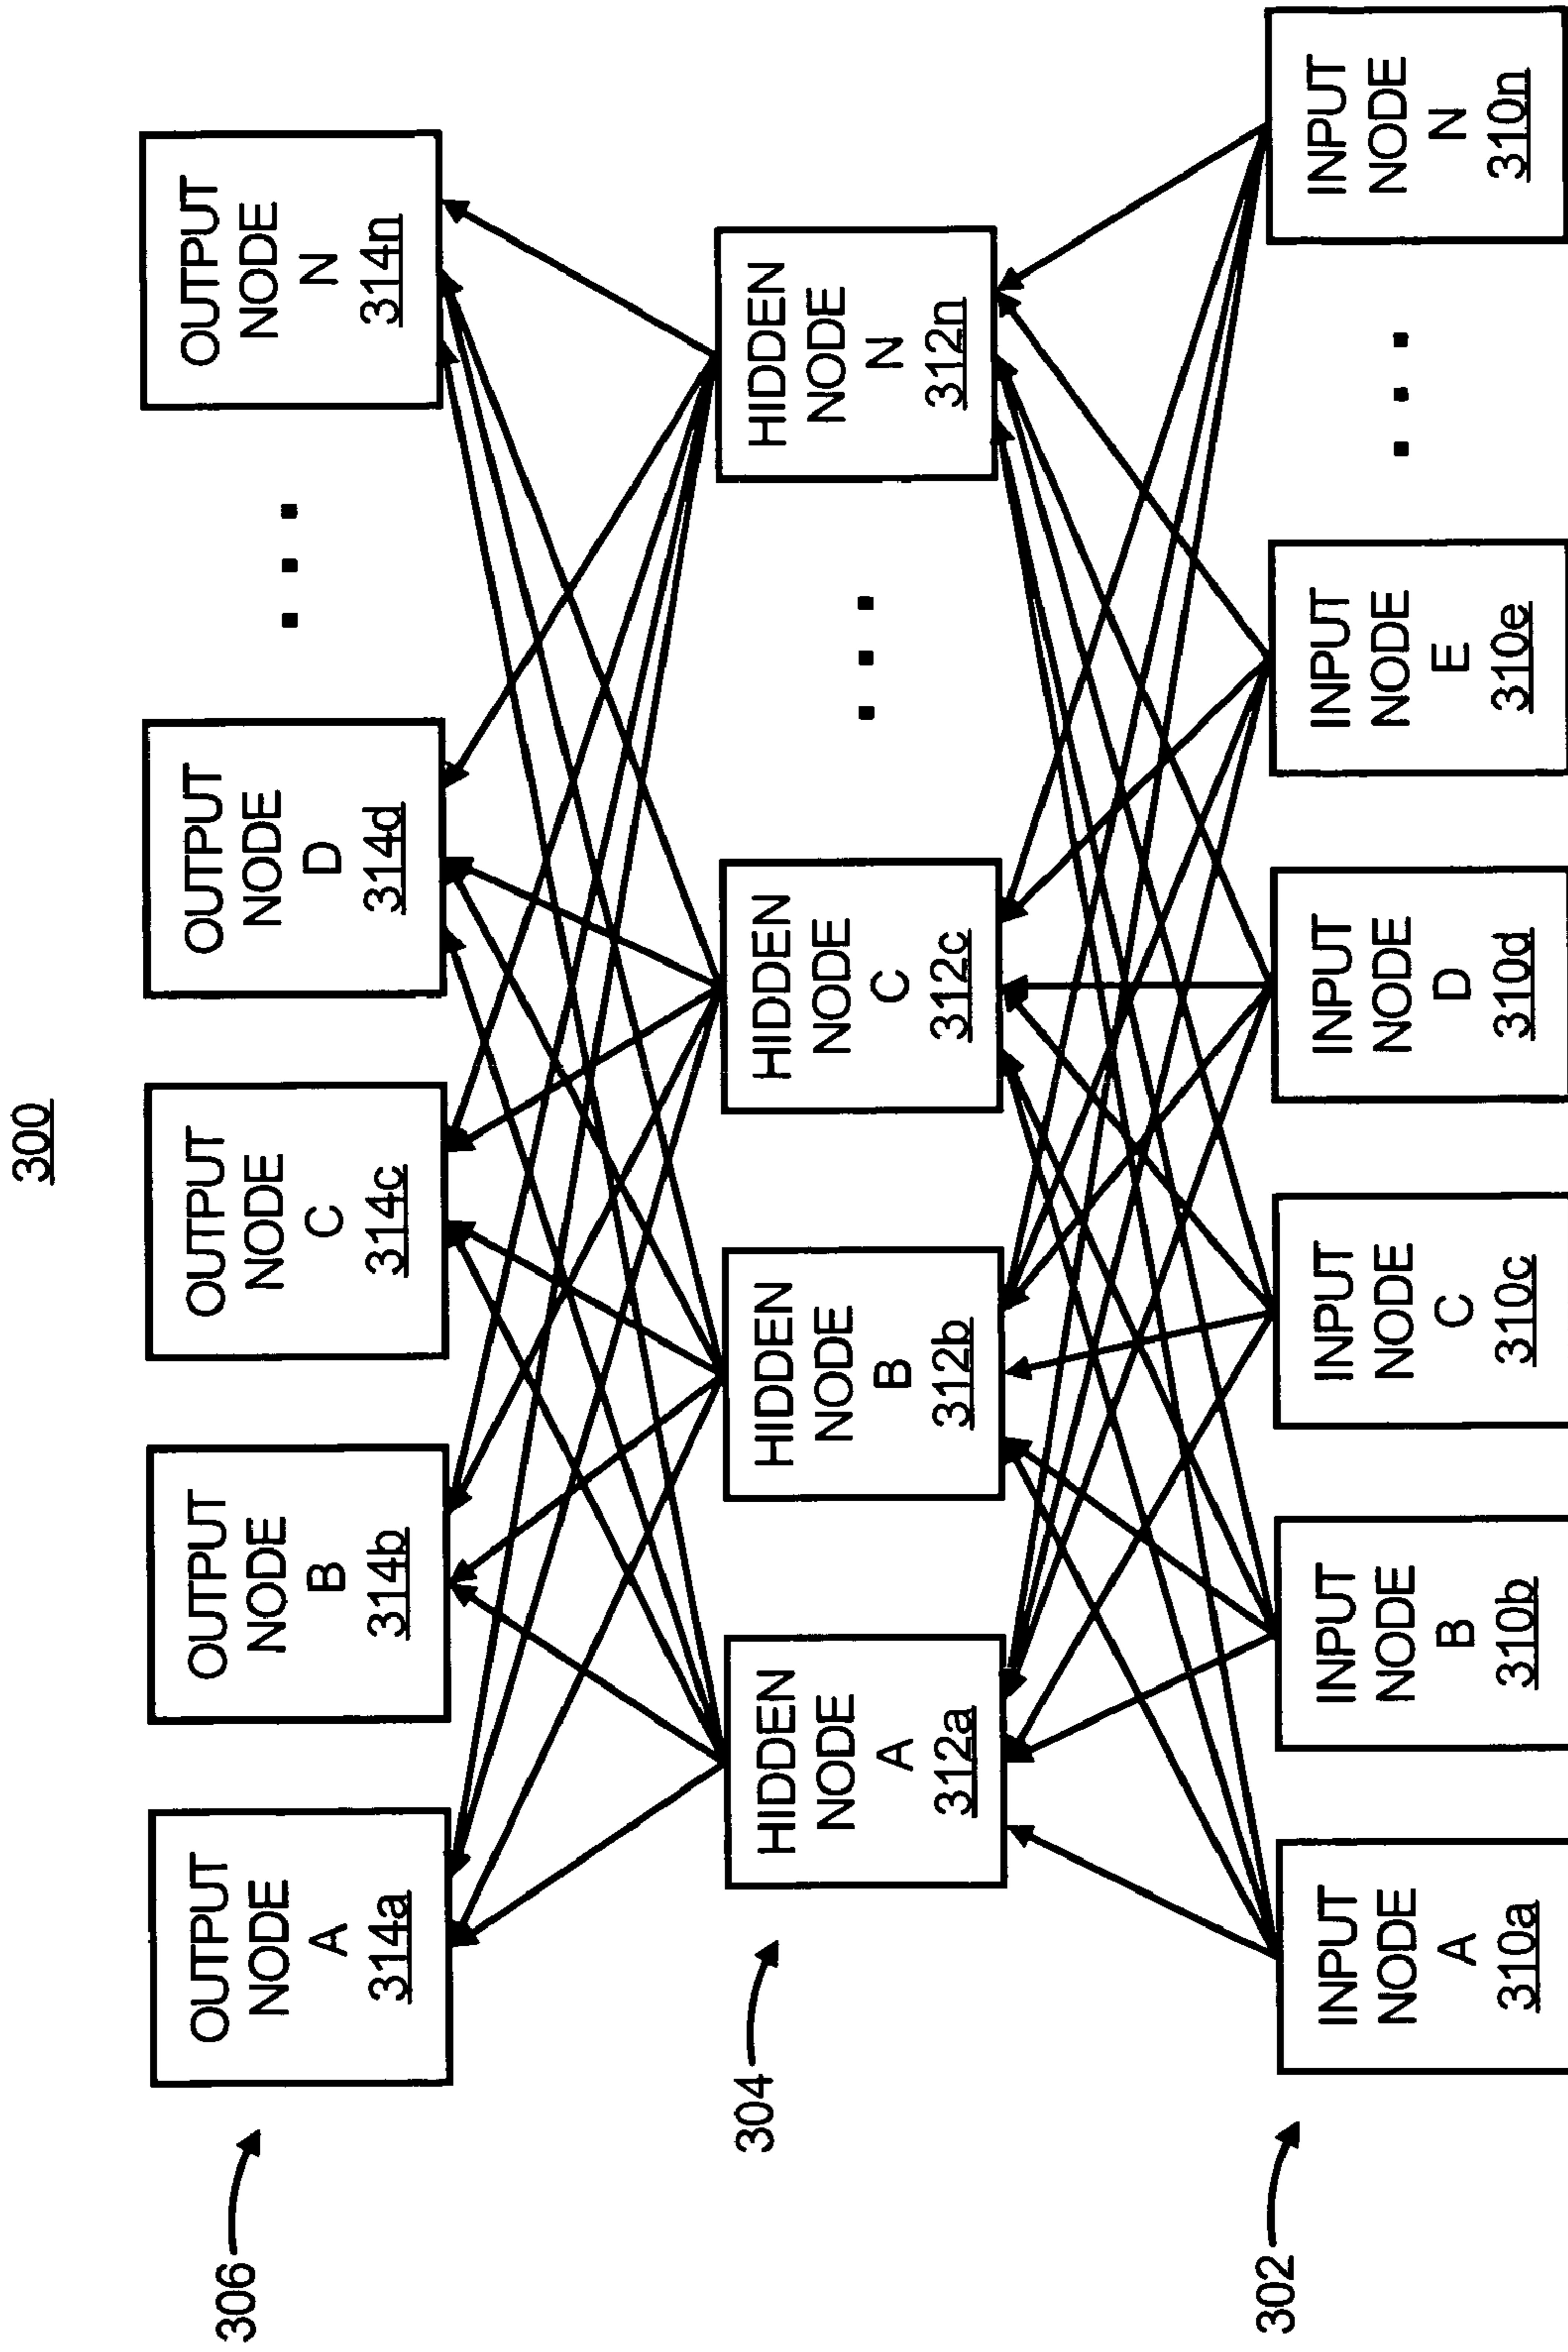 300
306
OUTPUT
NODE
A
314a
OUTPUT
NODE
B
314b
OUTPUT
NODE
C
314c
OUTPUT
NODE
D
314d
. . .
OUTPUT
NODE
N
314n
304
HIDDEN
NODE
A
312a
HIDDEN
NODE
B
312b
HIDDEN
NODE
C
312c
. . .
HIDDEN
NODE
N
312n
302
INPUT
NODE
A
310a
INPUT
NODE
B
310b
INPUT
NODE
C
310c
INPUT
NODE
D
310d
INPUT
NODE
E
310e
. . .
INPUT
NODE
N
310n